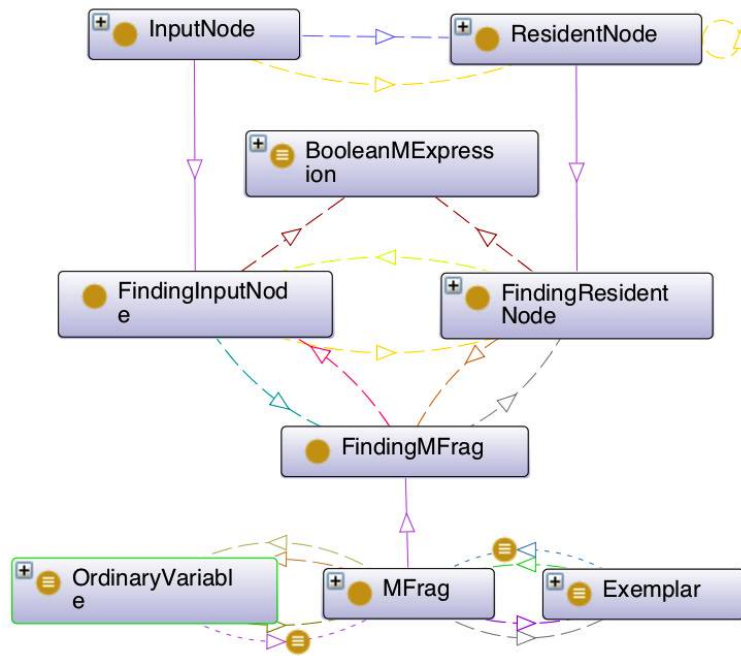 InputNode
ResidentNode
BooleanMExpress
ion
FindingInputNod
e
FindingResident
Node
FindingMFrag
OrdinaryVariabl
e
MFrag
Exemplar